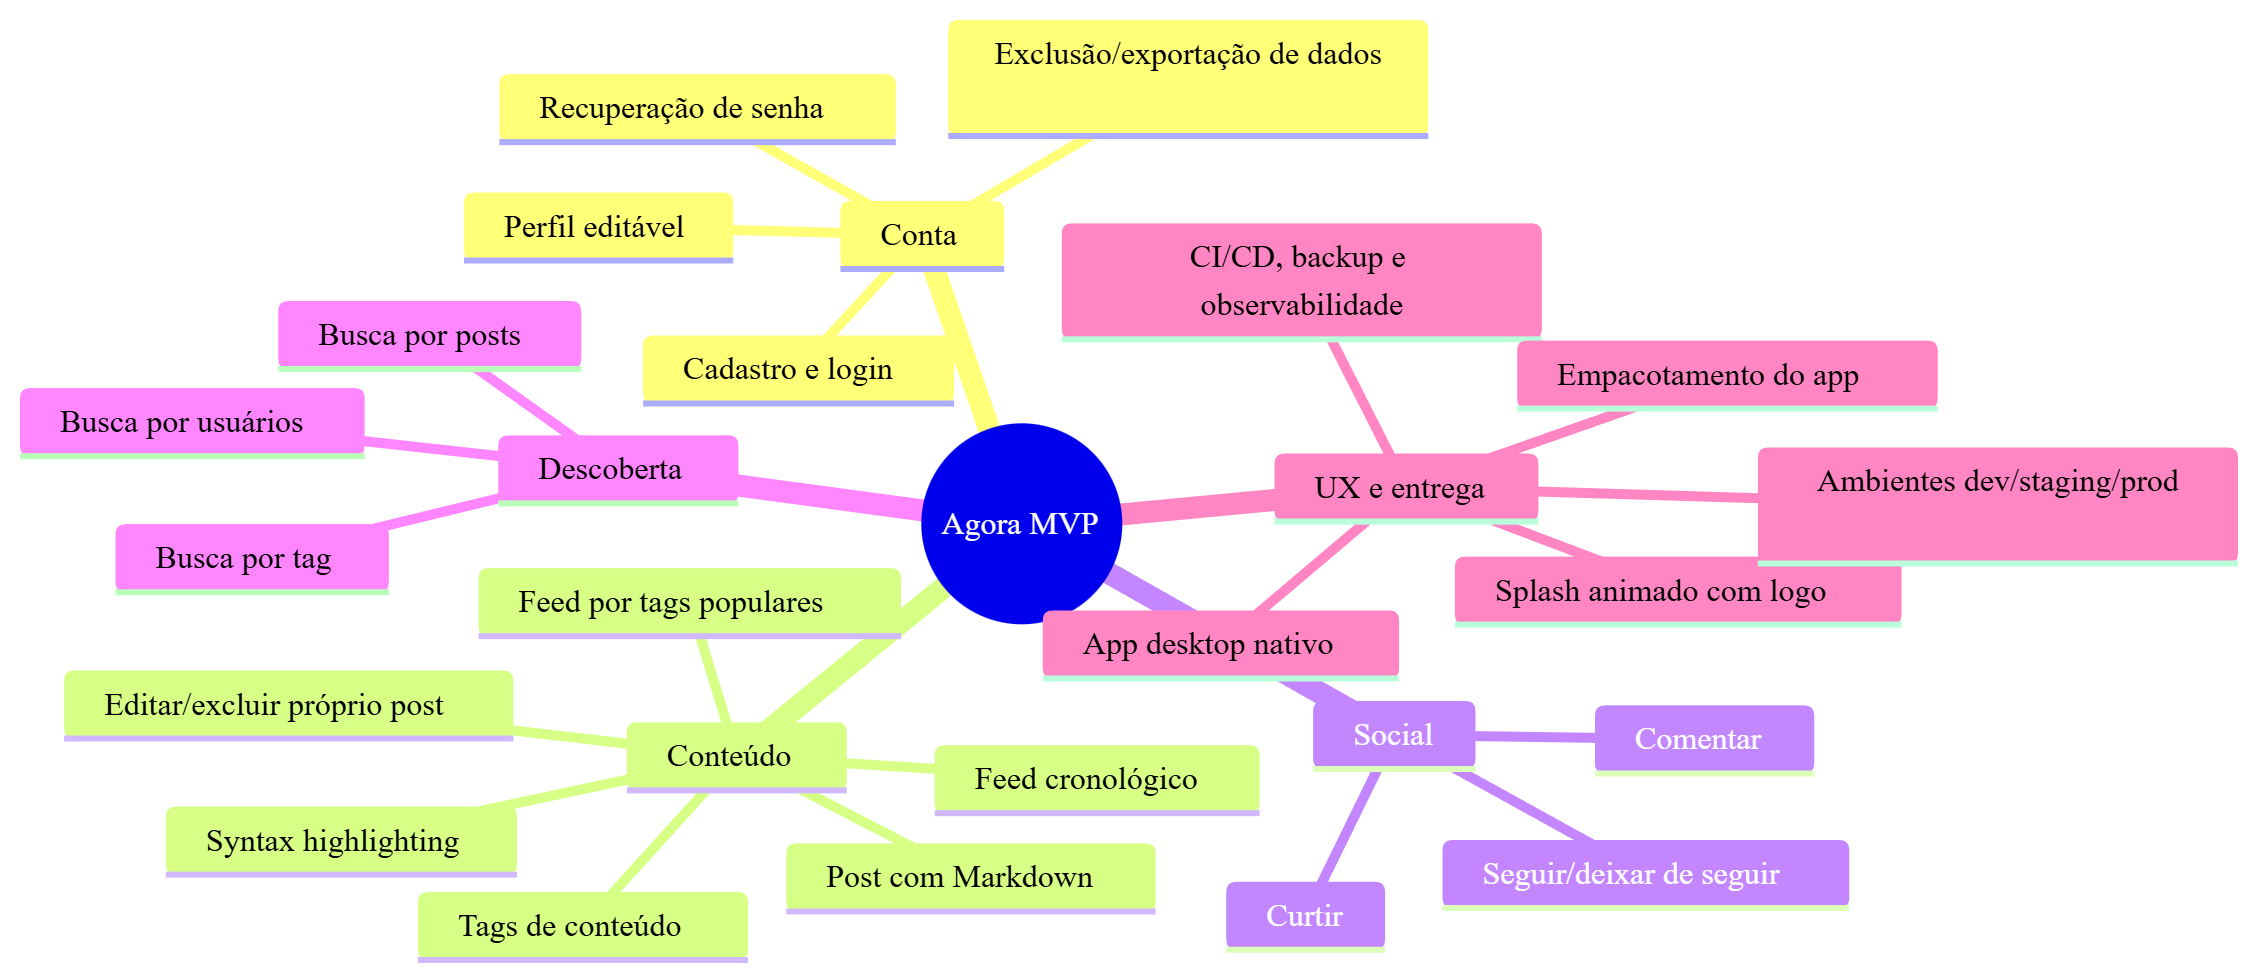 Exclusão/exportação de dados
Recuperação de senha
Perfil editável
Conta
Cadastro e login
CI/CD, backup e
observabilidade
Busca por posts
Busca por usuários
Descoberta
Busca por tag
Agora MVP
Empacotamento do app
UX e entrega
Ambientes dev/staging/prod
Splash animado com logo
App desktop nativo
Feed por tags populares
Editar/excluir próprio post
Conteúdo
Feed cronológico
Syntax highlighting
Post com Markdown
Tags de conteúdo
Social
Comentar
Seguir/deixar de seguir
Curtir